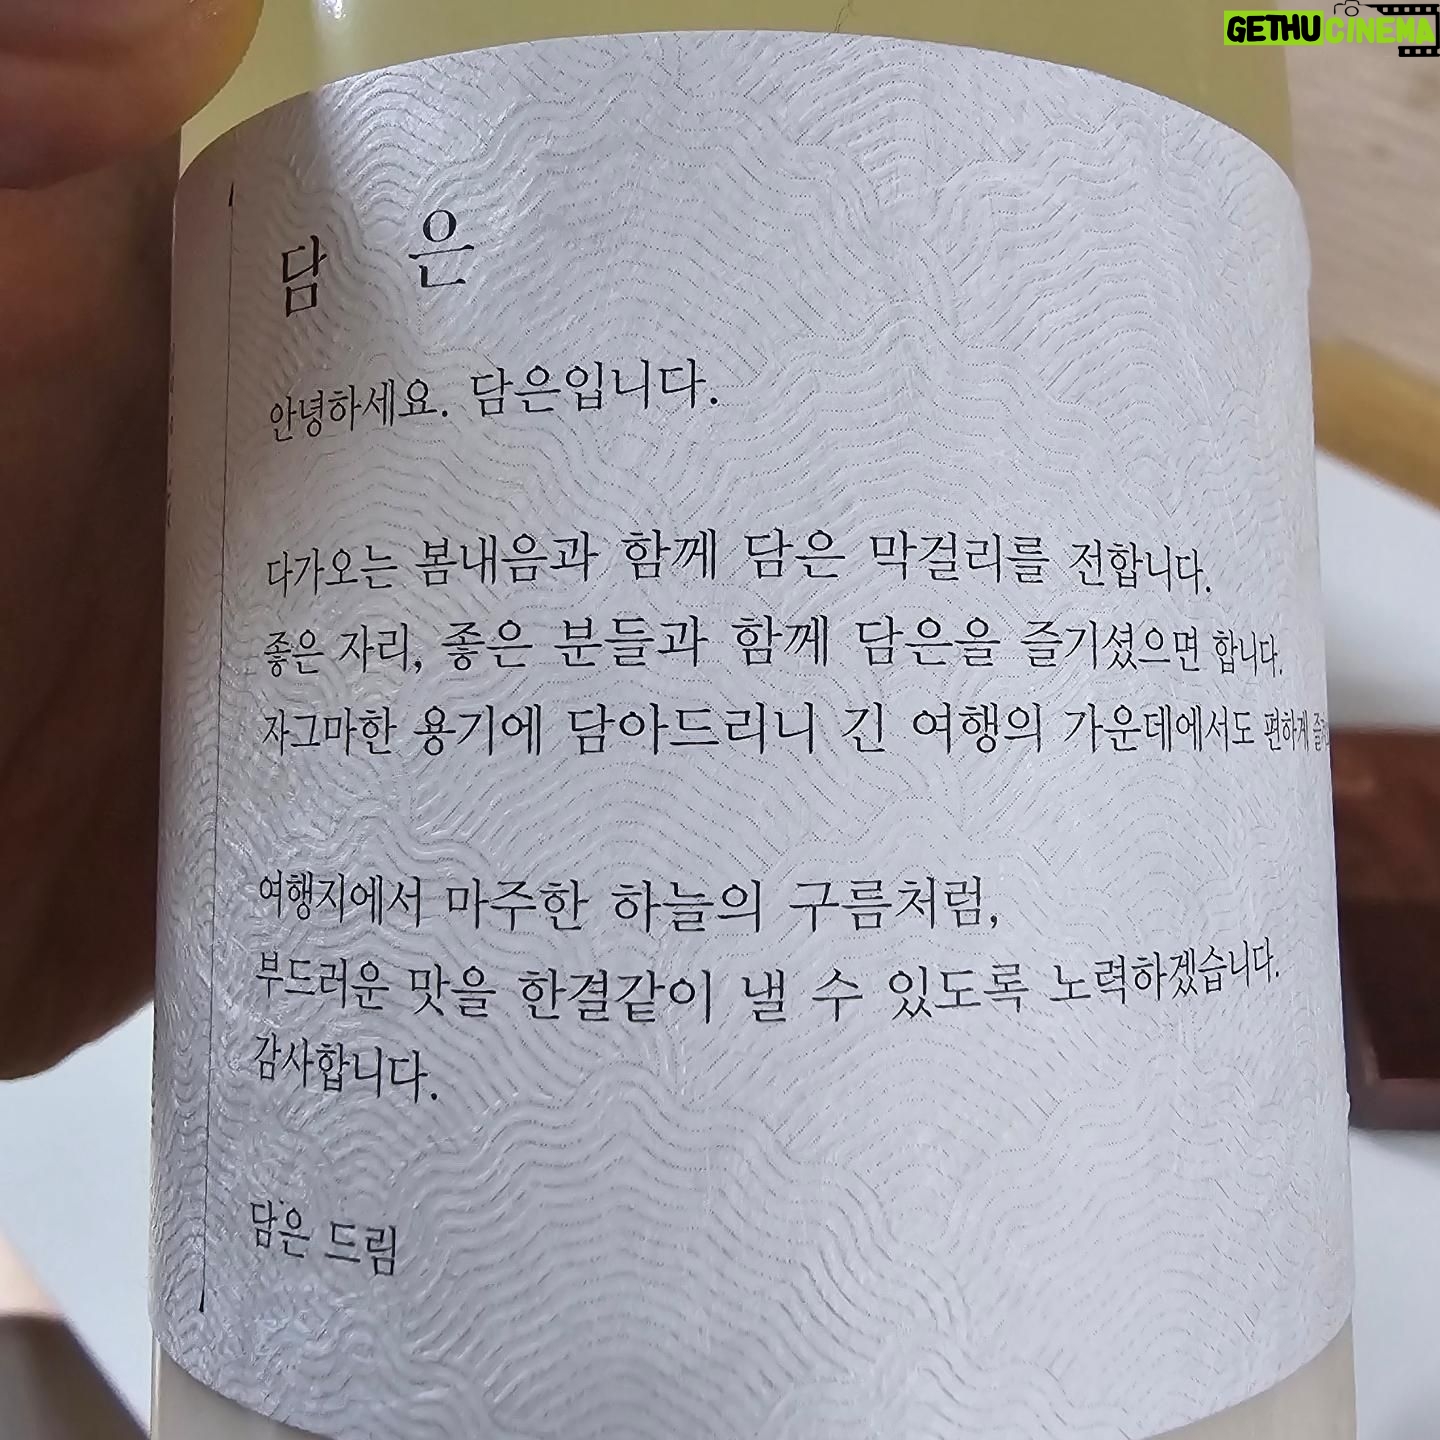 GETHU CINEMA
담 은
안녕하세요. 담은입니다.
다가오는 봄내음과 함께 담은 막걸리를 전합니다.
좋은 자리, 좋은 분들과 함께 담은을 즐기셨으면 합니다.
자그마한 용기에 담아드리니 긴 여행의 가운데에서도 편하게
여행지에서 마주한 하늘의 구름처럼,
부드러운 맛을 한결같이 낼 수 있도록 노력하겠습니다.
감사합니다.
담은 드림